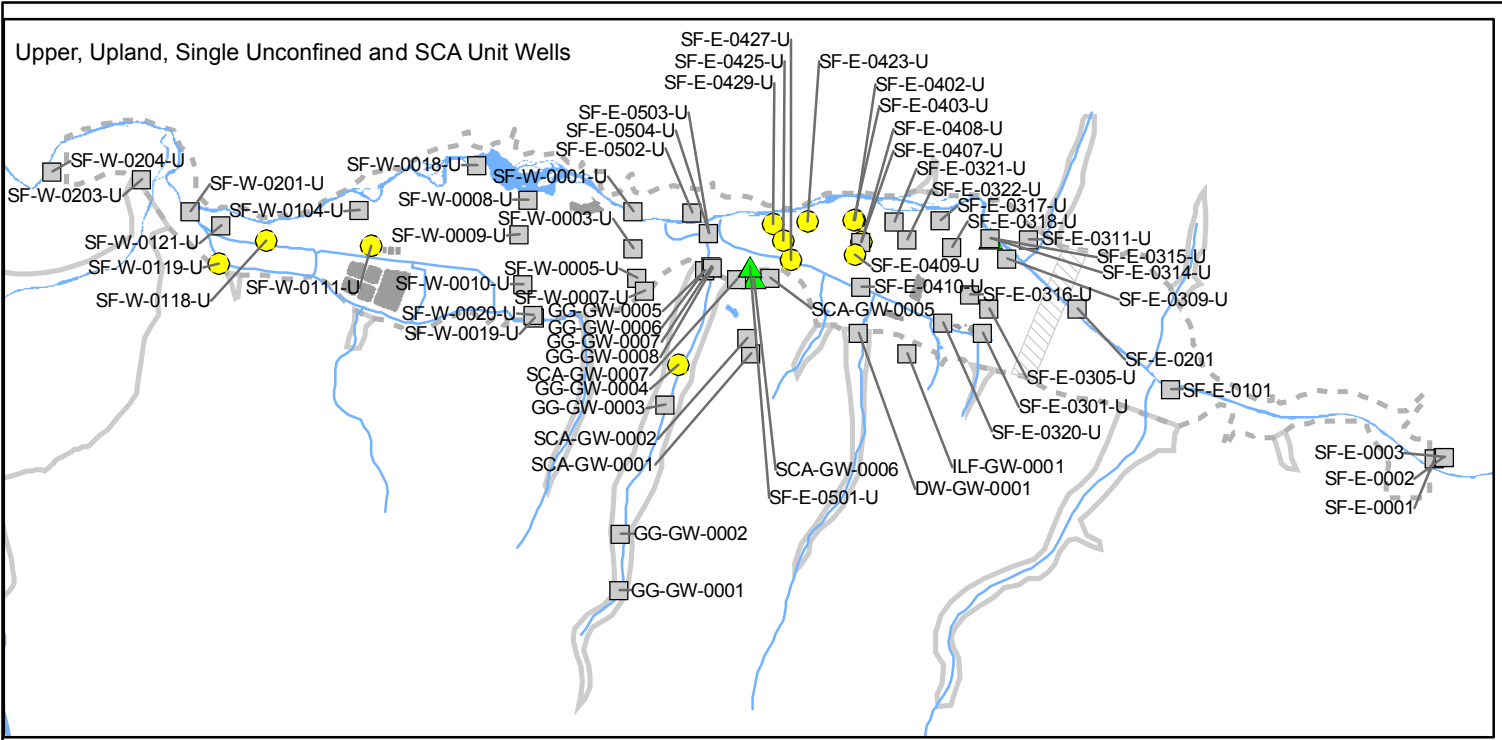 Upper, Upland, Single Unconfined and SCA Unit Wells
SF-E-0427-U
SF-E-0425-U
SF-E-0429-U
SF-E-0423-U
SF-E-0402-U
SF-E-0403-U
SF-E-0408-U
SF-E-0407-U
SF-E-0503-U
SF-E-0504-U
SF-E-0502-U
SF-E-0321-U
SF-E-0322-U
SF-E-0317-U
SF-E-0318-U
SF-E-0311-U
SF-E-0315-U
SF-E-0314-U
SF-E-0309-U
SF-W-0204-U
SF-W-0203-U
SF-W-0201-U
SF-W-0018-U
SF-W-0001-U
SF-W-0104-U
SF-W-0008-U
SF-W-0003-U
SF-W-0121-U
SF-W-0009-U
SF-W-0119-U
SF-W-0118-U
SF-W-0111-U
SF-W-0005-U
SF-W-0010-U
SF-W-0007-U
SF-W-0020-U
SF-W-0019-U
GG-GW-0005
GG-GW-0006
GG-GW-0007
GG-GW-0008
SCA-GW-0007
GG-GW-0004
GG-GW-0003
SCA-GW-0002
SCA-GW-0001
SCA-GW-0005
SF-E-0409-U
SF-E-0410-U
SF-E-0316-U
SF-E-0201
SF-E-0305-U
SF-E-0101
SF-E-0301-U
SF-E-0320-U
ILF-GW-0001
DW-GW-0001
SCA-GW-0006
SF-E-0501-U
SF-E-0003
SF-E-0002
SF-E-0001
GG-GW-0002
GG-GW-0001